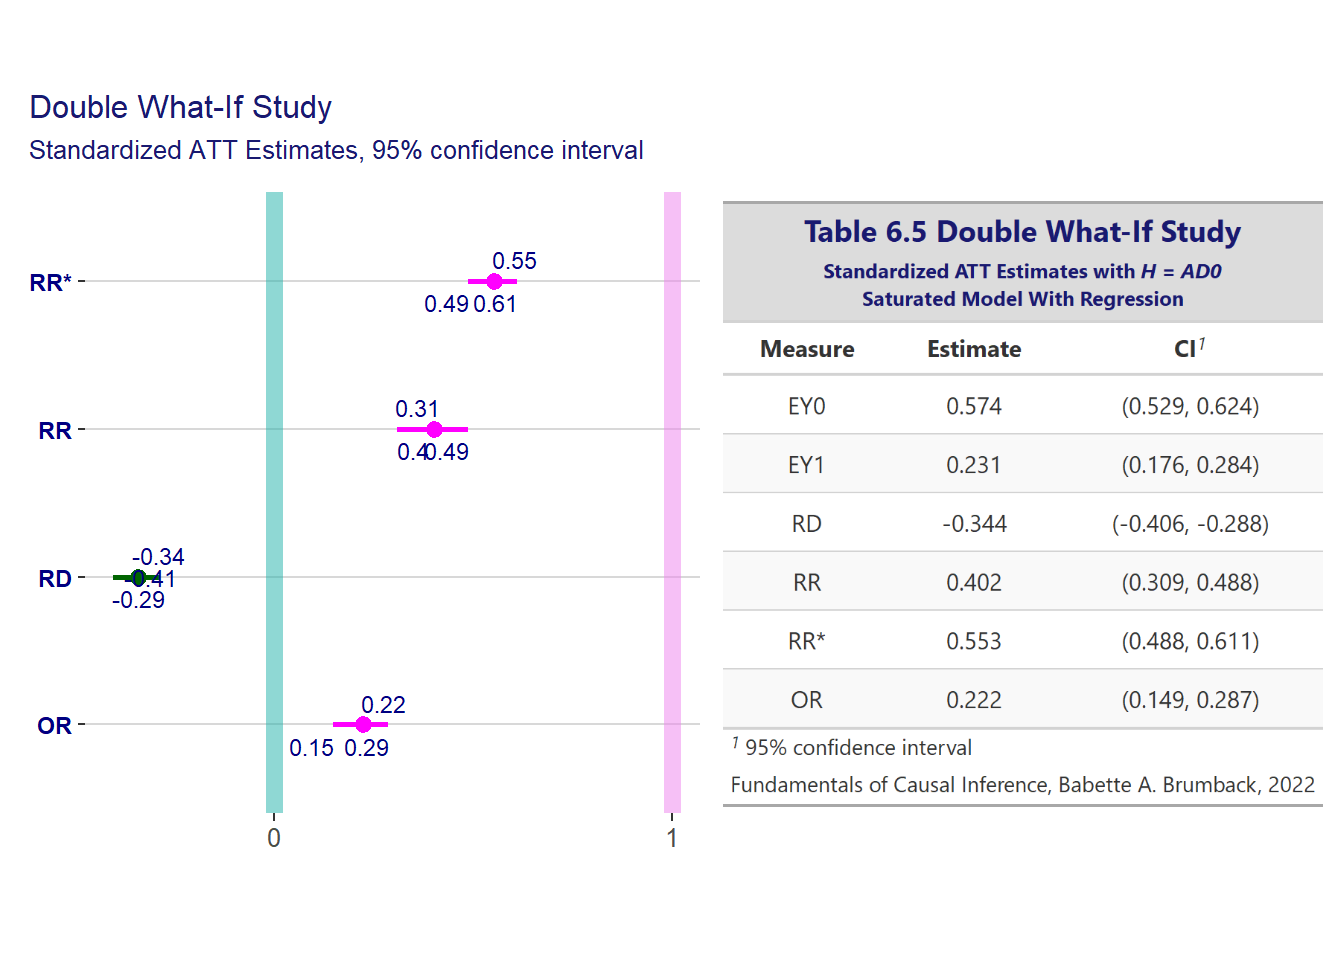 Double What-If Study
Standardized ATT Estimates, 95% confidence interval
RR*
0.55
0.49 0.61
RR
0.31
0.4 0.49
RD
-0.34
-0.41
-0.29
OR
0.22
0.15 0.29
0 1
Table 6.5 Double What-If Study
Standardized ATT Estimates with H = AD0
Saturated Model With Regression
Measure Estimate CI¹
EY0 0.574 (0.529, 0.624)
EY1 0.231 (0.176, 0.284)
RD -0.344 (-0.406, -0.288)
RR 0.402 (0.309, 0.488)
RR* 0.553 (0.488, 0.611)
OR 0.222 (0.149, 0.287)
¹ 95% confidence interval
Fundamentals of Causal Inference, Babette A. Brumback, 2022